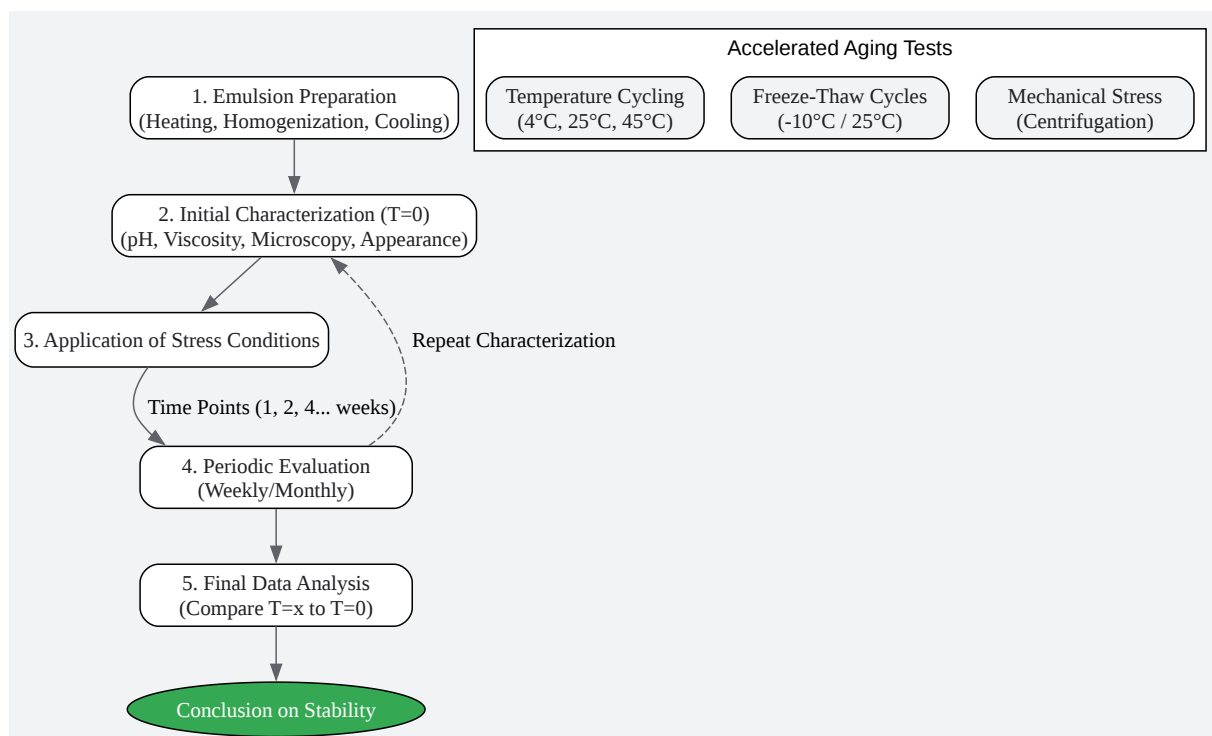 Accelerated Aging Tests
Temperature Cycling
(4°C, 25°C, 45°C)
Freeze-Thaw Cycles
(-10°C / 25°C)
Mechanical Stress
(Centrifugation)
1. Emulsion Preparation
(Heating, Homogenization, Cooling)
2. Initial Characterization (T=0)
(pH, Viscosity, Microscopy, Appearance)
3. Application of Stress Conditions
Repeat Characterization
Time Points (1, 2, 4... weeks)
4. Periodic Evaluation
(Weekly/Monthly)
5. Final Data Analysis
(Compare T=x to T=0)
Conclusion on Stability